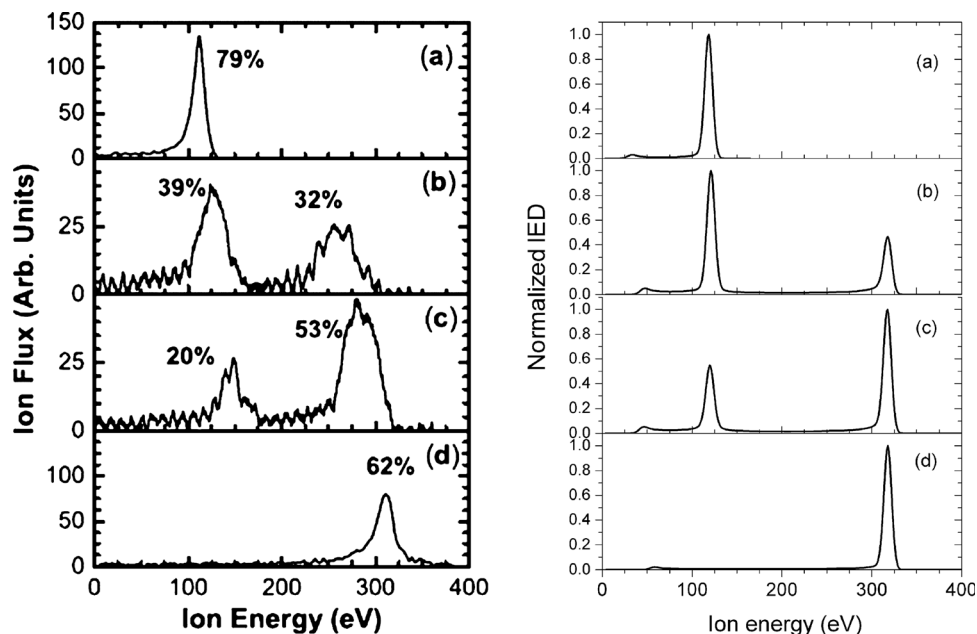 Ion Flux (Arb. Units)
150
(a)
79%
100
50
0
(b)
39% 32%
25
0
(c)
20% 53%
25
0
(d)
62%
100
50
0
0 100 200 300 400
Ion Energy (eV)
Normalized IED
1.0
(a)
0.8
0.6
0.4
0.2
0.0
1.0
(b)
0.8
0.6
0.4
0.2
0.0
1.0
(c)
0.8
0.6
0.4
0.2
0.0
1.0
(d)
0.8
0.6
0.4
0.2
0.0
0 100 200 300 400
Ion energy (eV)